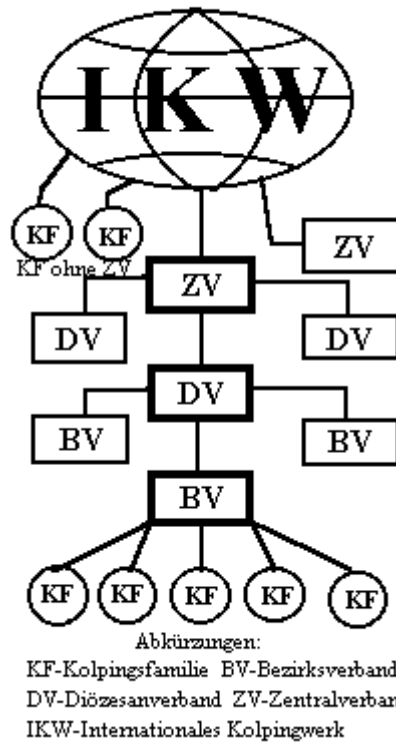 IKW
KF KF
KF ohne ZV
ZV
ZV
DV DV
DV
BV BV
BV
KF KF KF KF KF
Abkürzungen:
KF-Kolpingsfamilie BV-Bezirksverband
DV-Diözesanverband ZV-Zentralverban
IKW-Internationales Kolpingwerk